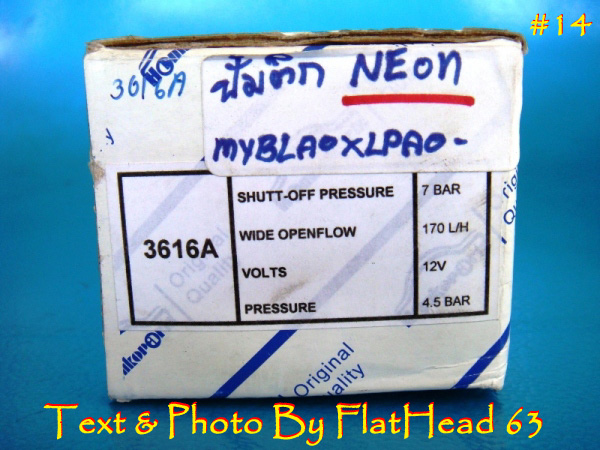 #14
3616A
ปั๊มติ๊ก NEOn
MYBLAOXLPAO-
3616A
SHUTT-OFF PRESSURE 7 BAR
WIDE OPENFLOW 170 L/H
VOLTS 12V
PRESSURE 4.5 BAR
Original
Quality
Original
Quality
Text & Photo By FlatHead 63